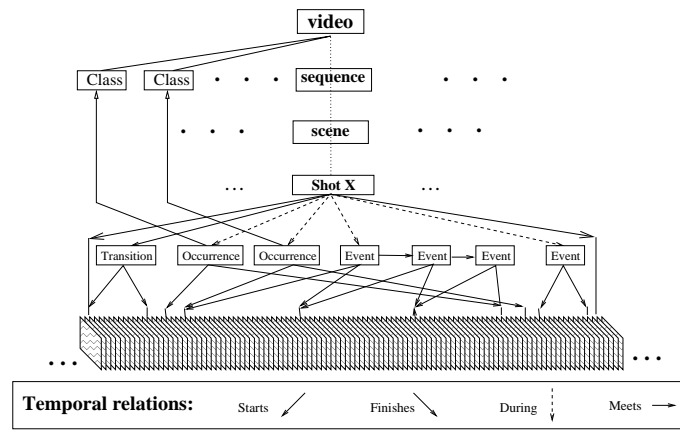 video
Class Class . . . sequence . . .
. . . scene . . .
... Shot X ...
Transition Occurrence Occurrence Event Event Event Event
... ...
Temporal relations: Starts Finishes During Meets